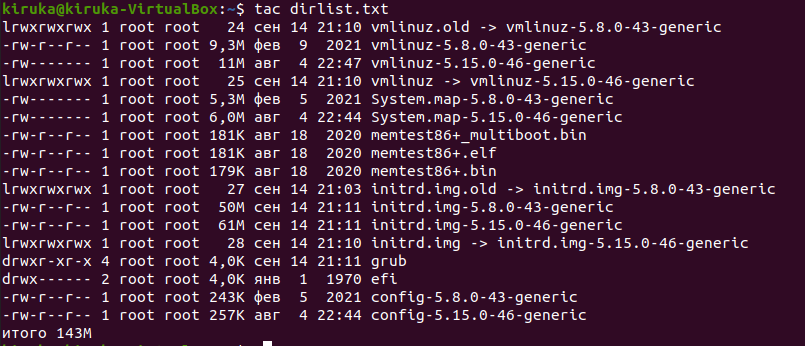 kiruka@kiruka-VirtualBox:~$ tac dirlist.txt
lrwxrwxrwx 1 root root   24 сен 14 21:10 vmlinuz.old -> vmlinuz-5.8.0-43-generic
-rw-r--r-- 1 root root 9,3M фев  9  2021 vmlinuz-5.8.0-43-generic
-rw------- 1 root root  11M авг  4 22:47 vmlinuz-5.15.0-46-generic
lrwxrwxrwx 1 root root   25 сен 14 21:10 vmlinuz -> vmlinuz-5.15.0-46-generic
-rw------- 1 root root 5,3M фев  5  2021 System.map-5.8.0-43-generic
-rw------- 1 root root 6,0M авг  4 22:44 System.map-5.15.0-46-generic
-rw-r--r-- 1 root root 181K авг 18  2020 memtest86+_multiboot.bin
-rw-r--r-- 1 root root 181K авг 18  2020 memtest86+.elf
-rw-r--r-- 1 root root 179K авг 18  2020 memtest86+.bin
lrwxrwxrwx 1 root root   27 сен 14 21:03 initrd.img.old -> initrd.img-5.8.0-43-generic
-rw-r--r-- 1 root root  50M сен 14 21:11 initrd.img-5.8.0-43-generic
-rw-r--r-- 1 root root  61M сен 14 21:11 initrd.img-5.15.0-46-generic
lrwxrwxrwx 1 root root   28 сен 14 21:10 initrd.img -> initrd.img-5.15.0-46-generic
drwxr-xr-x 4 root root 4,0K сен 14 21:11 grub
drwx------ 2 root root 4,0K янв  1  1970 efi
-rw-r--r-- 1 root root 243K фев  5  2021 config-5.8.0-43-generic
-rw-r--r-- 1 root root 257K авг  4 22:44 config-5.15.0-46-generic
итого 143M